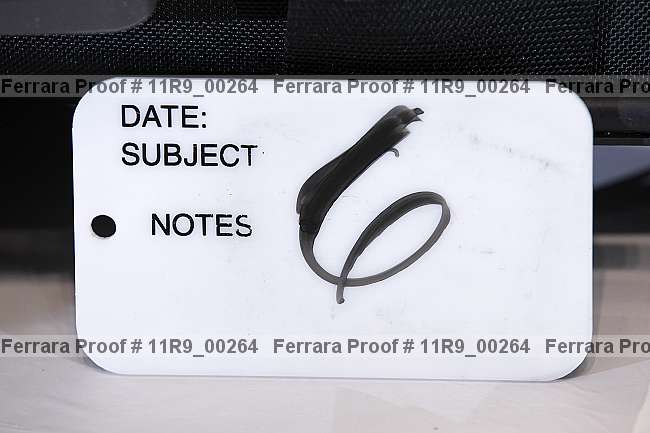 Ferrara Proof # 11R9_00264 Ferrara Proof # 11R9_00264 Ferrara Pro
DATE:
SUBJECT
NOTES
6
Ferrara Proof # 11R9_00264 Ferrara Proof # 11R9_00264 Ferrara Pro